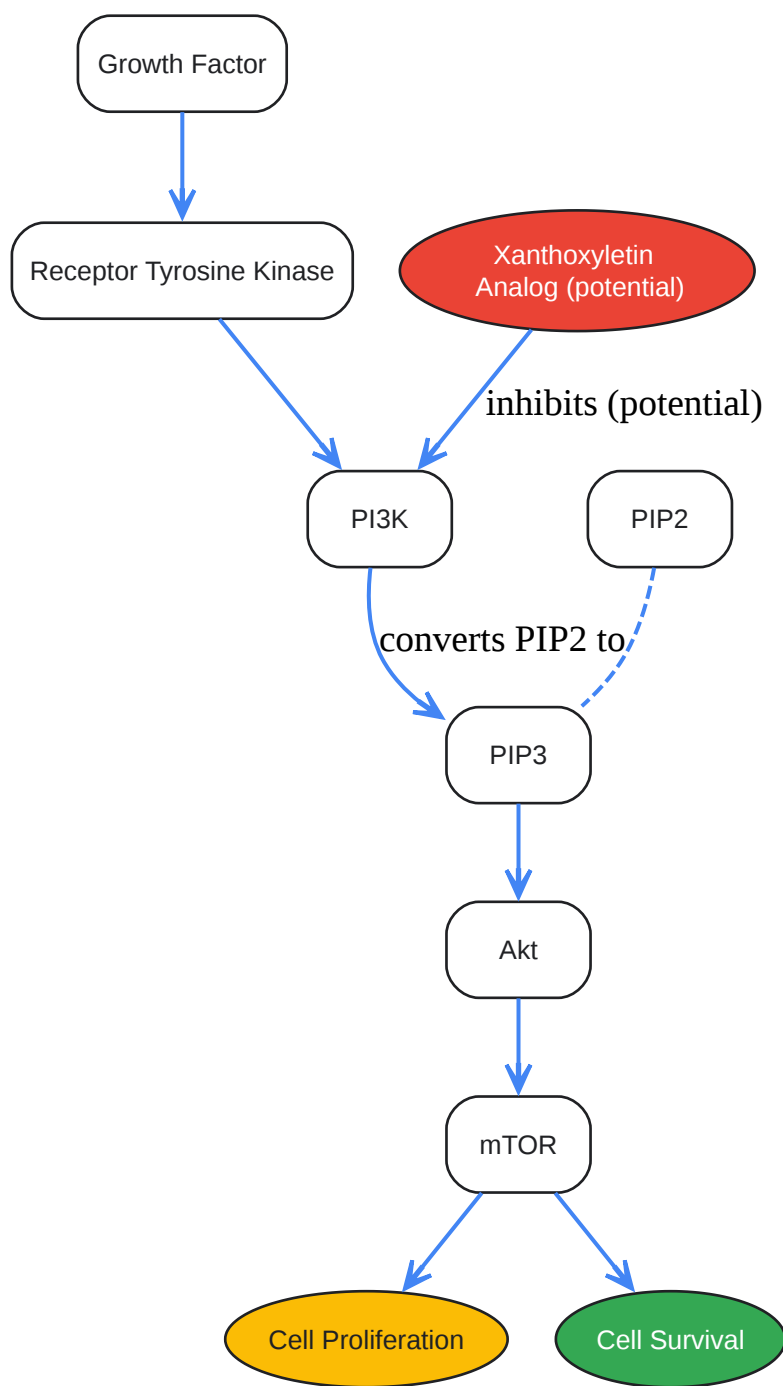 Growth Factor
Receptor Tyrosine Kinase
Xanthoxyletin
Analog (potential)
inhibits (potential)
PI3K
PIP2
converts PIP2 to
PIP3
Akt
mTOR
Cell Proliferation
Cell Survival